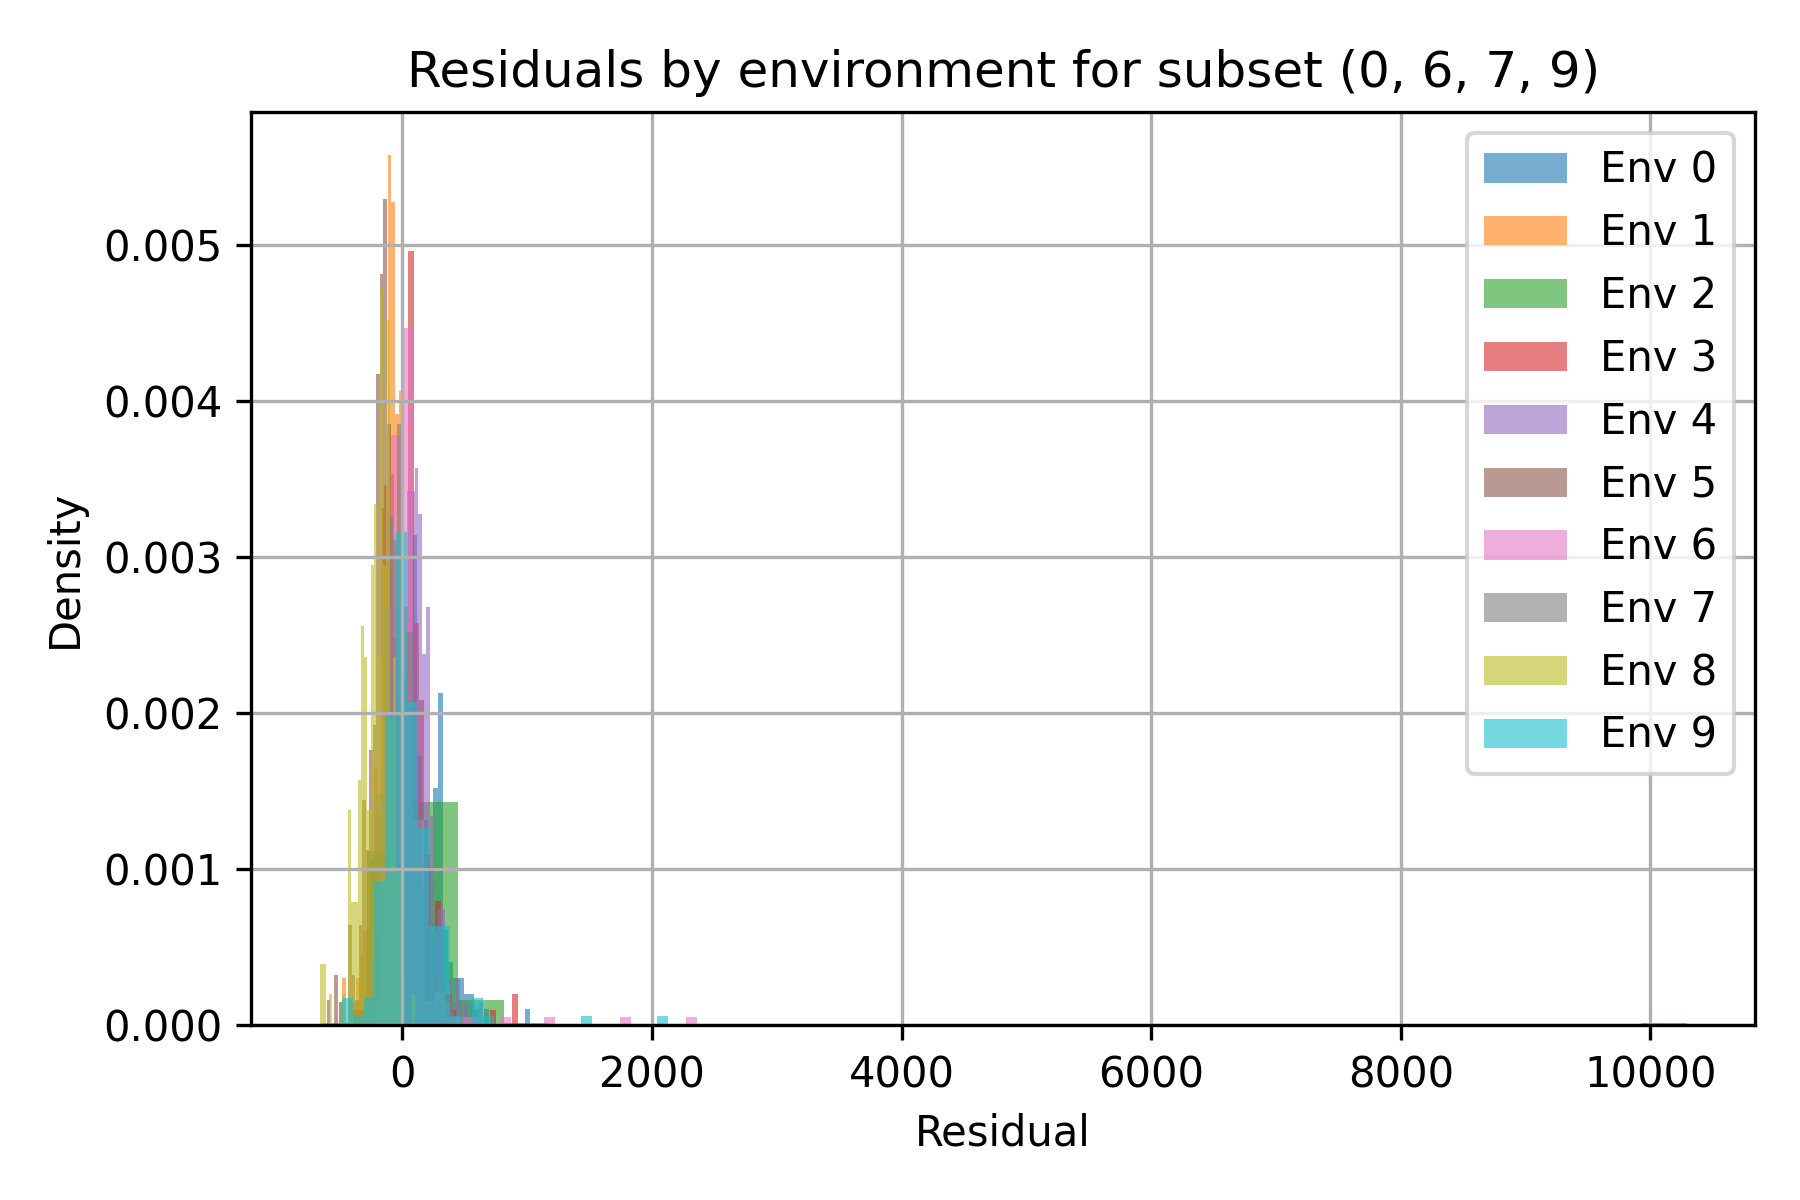 Residuals by environment for subset (0, 6, 7, 9)
Density
0.005
0.004
0.003
0.002
0.001
0.000
0 2000 4000 6000 8000 10000
Residual
Env 0
Env 1
Env 2
Env 3
Env 4
Env 5
Env 6
Env 7
Env 8
Env 9